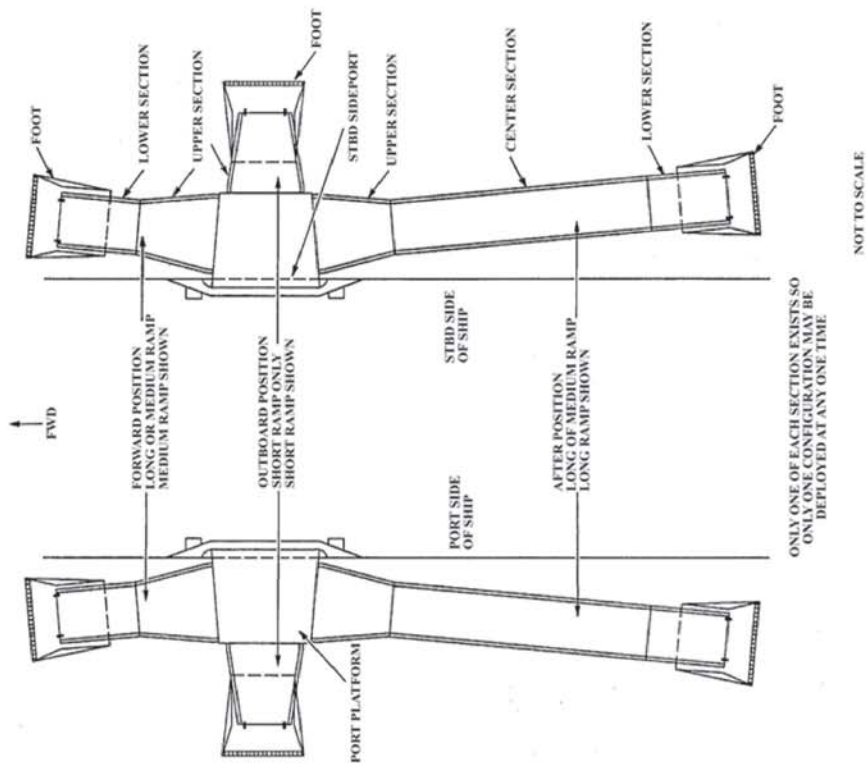 FWD
FOOT
LOWER SECTION
UPPER SECTION
FOOT
STBD SIDEPORT
UPPER SECTION
CENTER SECTION
LOWER SECTION
FOOT
FORWARD POSITION
LONG OR MEDIUM RAMP
MEDIUM RAMP SHOWN
OUTBOARD POSITION
SHORT RAMP ONLY
SHORT RAMP SHOWN
STBD SIDE
OF SHIP
PORT SIDE
OF SHIP
AFTER POSITION
LONG OF MEDIUM RAMP
LONG RAMP SHOWN
PORT PLATFORM
ONLY ONE OF EACH SECTION EXISTS SO
ONLY ONE CONFIGURATION MAY BE
DEPLOYED AT ANY ONE TIME
NOT TO SCALE